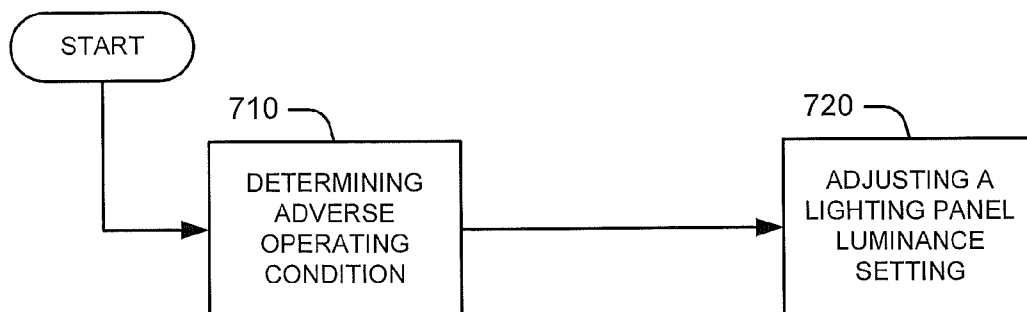 START
710
DETERMINING
ADVERSE
OPERATING
CONDITION
720
ADJUSTING A
LIGHTING PANEL
LUMINANCE
SETTING